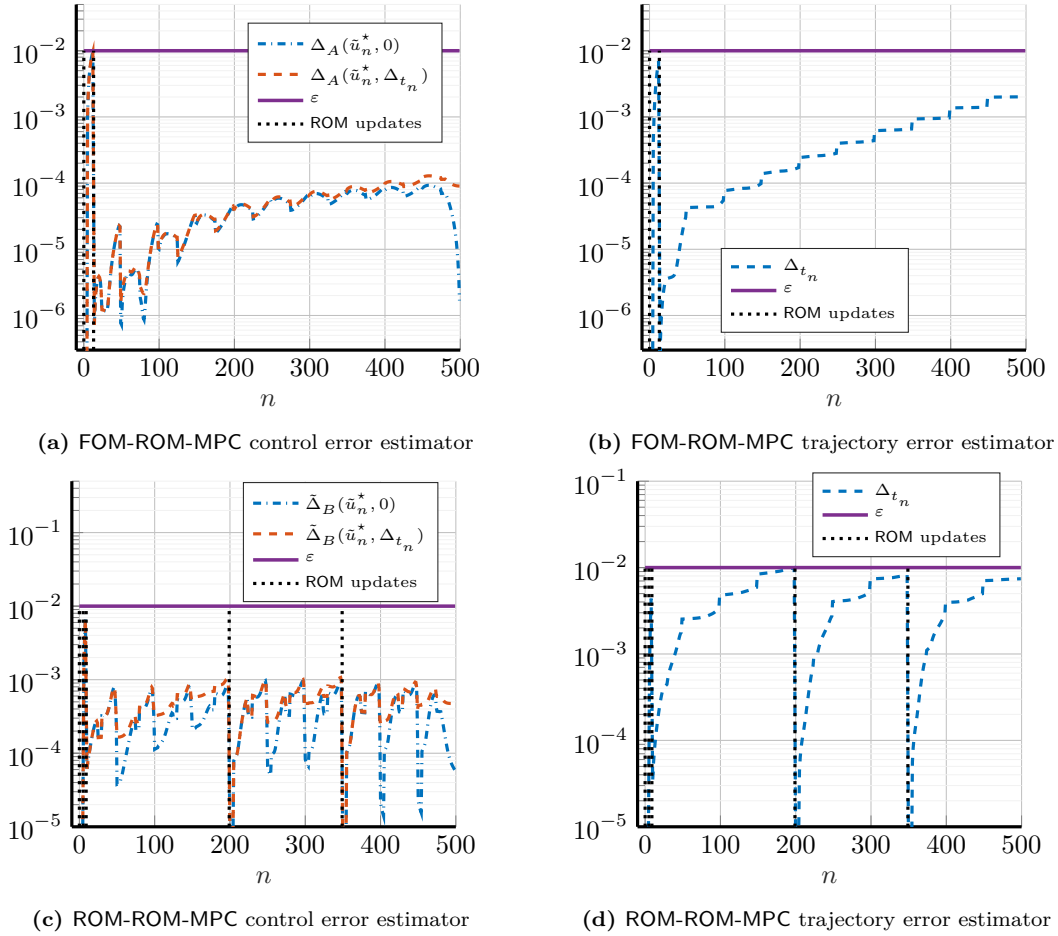 10⁻²
10⁻³
10⁻⁴
10⁻⁵
10⁻⁶
0 100 200 300 400 500
n
Δ_A(ũ_n^⋆, 0)
Δ_A(ũ_n^⋆, Δ_{t_n})
ε
ROM updates
(a) FOM-ROM-MPC control error estimator
10⁻²
10⁻³
10⁻⁴
10⁻⁵
10⁻⁶
0 100 200 300 400 500
n
Δ_{t_n}
ε
ROM updates
(b) FOM-ROM-MPC trajectory error estimator
10⁻¹
10⁻²
10⁻³
10⁻⁴
10⁻⁵
0 100 200 300 400 500
n
Δ̃_B(ũ_n^⋆, 0)
Δ̃_B(ũ_n^⋆, Δ_{t_n})
ε
ROM updates
(c) ROM-ROM-MPC control error estimator
10⁻¹
10⁻²
10⁻³
10⁻⁴
10⁻⁵
0 100 200 300 400 500
n
Δ_{t_n}
ε
ROM updates
(d) ROM-ROM-MPC trajectory error estimator